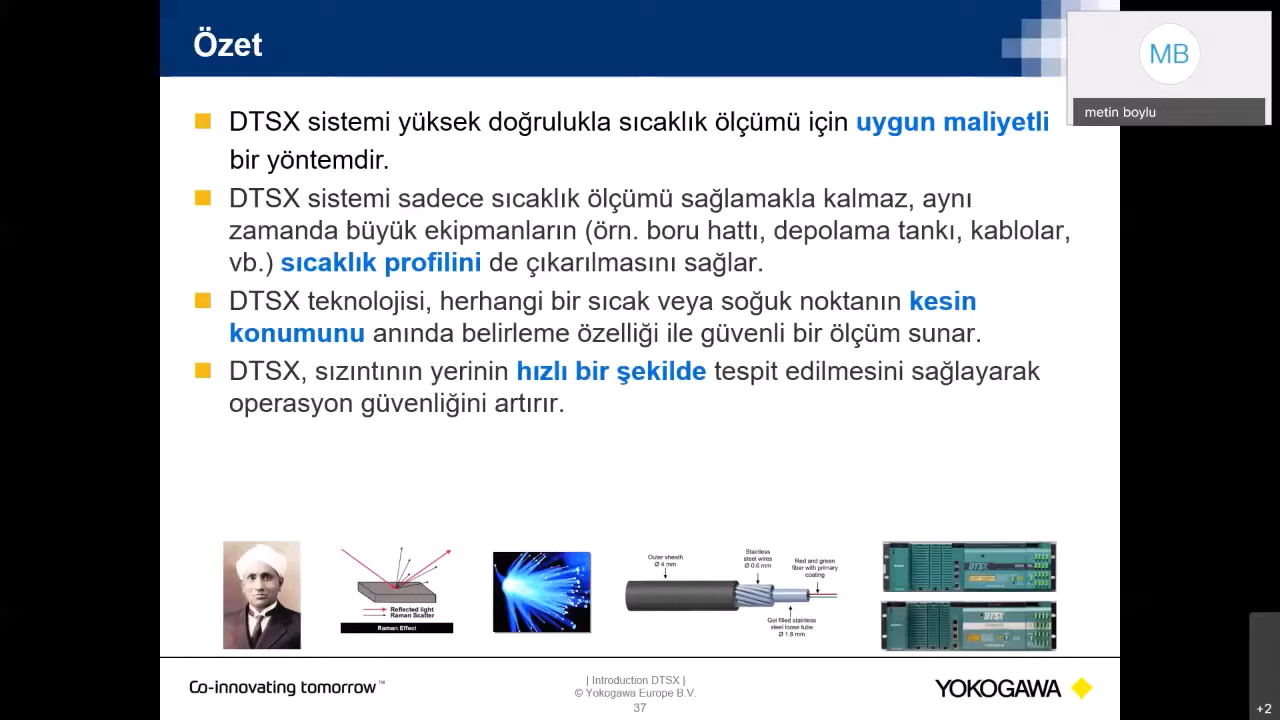 Özet
MB
metin boylu
DTSX sistemi yüksek doğrulukla sıcaklık ölçümü için uygun maliyetli
bir yöntemdir.
DTSX sistemi sadece sıcaklık ölçümü sağlamakla kalmaz, aynı
zamanda büyük ekipmanların (örn. boru hattı, depolama tankı, kablolar,
vb.) sıcaklık profilini de çıkarılmasını sağlar.
DTSX teknolojisi, herhangi bir sıcak veya soğuk noktanın kesin
konumunu anında belirleme özelliği ile güvenli bir ölçüm sunar.
DTSX, sızıntının yerinin hızlı bir şekilde tespit edilmesini sağlayarak
operasyon güvenliğini artırır.
Reflected light
Raman Scatter
Raman Effect
Outer sheath
Ø 4 mm
Stainless
steel wires
Ø 0.6 mm
Red and green
fiber with primary
coating
Gel filled stainless
steel loose tube
Ø 1.8 mm
DTSX
DTSX
Co-innovating tomorrow™
| Introduction DTSX |
© Yokogawa Europe B.V.
37
YOKOGAWA
+2